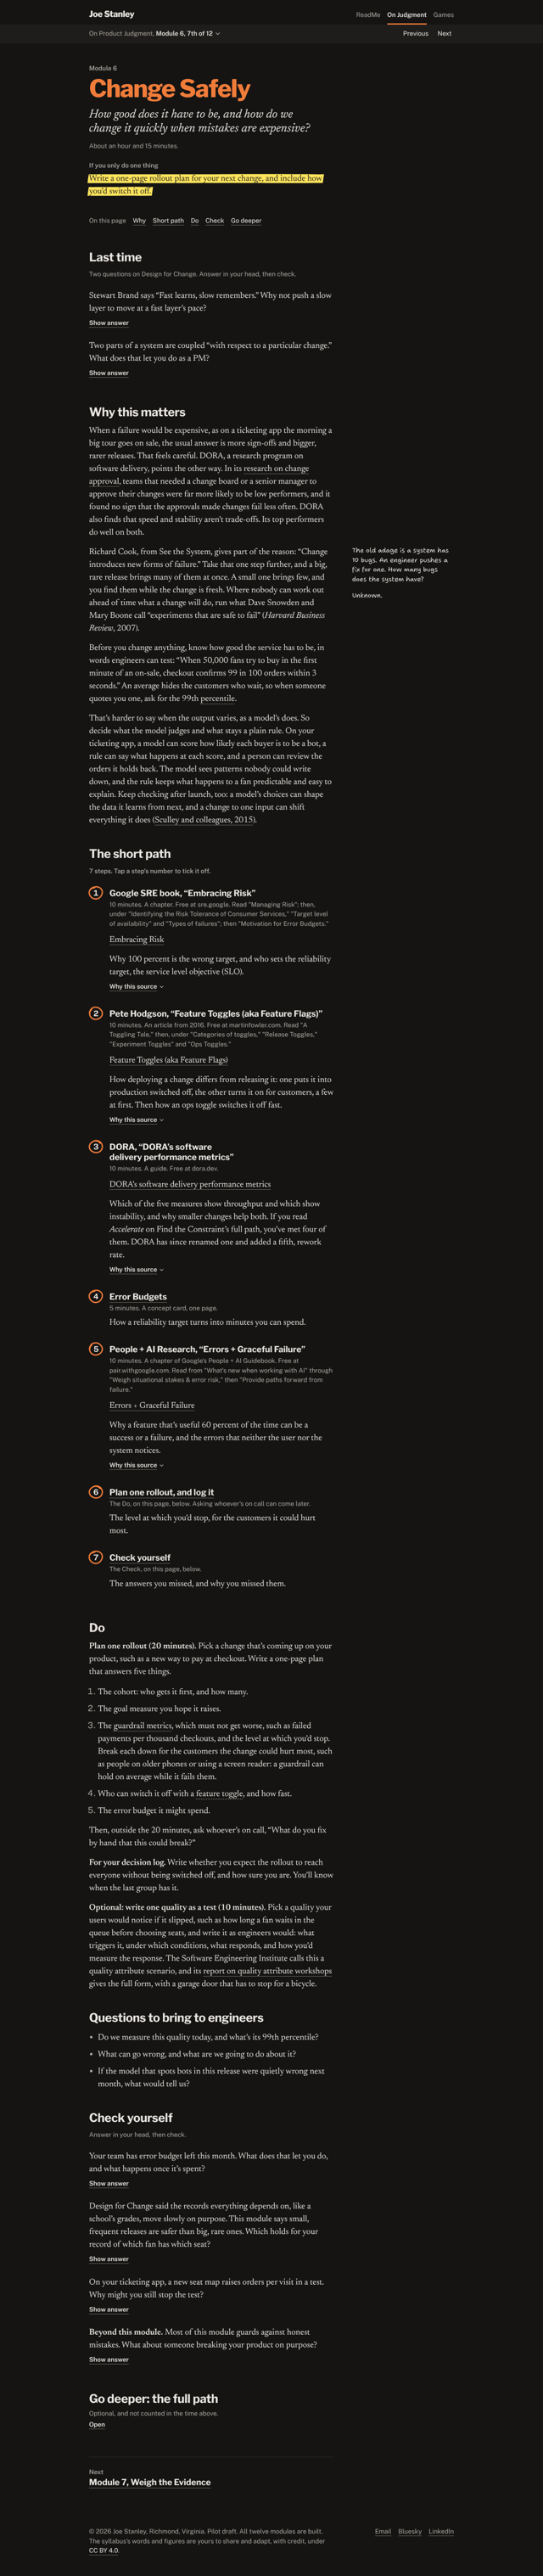 Joe Stanley
ReadMe On Judgment Games
On Product Judgment, Module 6, 7th of 12
Previous Next
Module 6
Change Safely
How good does it have to be, and how do we
change it quickly when mistakes are expensive?
About an hour and 15 minutes.
If you only do one thing
Write a one-page rollout plan for your next change, and include how
you'd switch it off.
On this page Why Short path Do Check Go deeper
Last time
Two questions on Design for Change. Answer in your head, then check.
Stewart Brand says “Fast learns, slow remembers.” Why not push a slow
layer to move at a fast layer's pace?
Show answer
Two parts of a system are coupled “with respect to a particular change.”
What does that let you do as a PM?
Show answer
Why this matters
When a failure would be expensive, as on a ticketing app the morning a
big tour goes on sale, the usual answer is more sign-offs and bigger,
rarer releases. That feels careful. DORA, a research program on
software delivery, points the other way. In its research on change
approval, teams that needed a change board or a senior manager to
approve their changes were far more likely to be low performers, and it
found no sign that the approvals made changes fail less often. DORA
also finds that speed and stability aren't trade-offs. Its top performers
do well on both.
The old adage is a system has
10 bugs. An engineer pushes a
fix for one. How many bugs
does the system have?
Unknown.
Richard Cook, from See the System, gives part of the reason: “Change
introduces new forms of failure.” Take that one step further, and a big,
rare release brings many of them at once. A small one brings few, and
you find them while the change is fresh. Where nobody can work out
ahead of time what a change will do, run what Dave Snowden and
Mary Boone call “experiments that are safe to fail” (Harvard Business
Review, 2007).
Before you change anything, know how good the service has to be, in
words engineers can test: “When 50,000 fans try to buy in the first
minute of an on-sale, checkout confirms 99 in 100 orders within 3
seconds.” An average hides the customers who wait, so when someone
quotes you one, ask for the 99th percentile.
That's harder to say when the output varies, as a model's does. So
decide what the model judges and what stays a plain rule. On your
ticketing app, a model can score how likely each buyer is to be a bot, a
rule can say what happens at each score, and a person can review the
orders it holds back. The model sees patterns nobody could write
down, and the rule keeps what happens to a fan predictable and easy to
explain. Keep checking after launch, too: a model's choices can shape
the data it learns from next, and a change to one input can shift
everything it does (Sculley and colleagues, 2015).
The short path
7 steps. Tap a step's number to tick it off.
1 Google SRE book, “Embracing Risk”
10 minutes. A chapter. Free at sre.google. Read “Managing Risk”; then,
under “Identifying the Risk Tolerance of Consumer Services,” “Target level
of availability” and “Types of failures”; then “Motivation for Error Budgets.”
Embracing Risk
Why 100 percent is the wrong target, and who sets the reliability
target, the service level objective (SLO).
Why this source
2 Pete Hodgson, “Feature Toggles (aka Feature Flags)”
10 minutes. An article from 2016. Free at martinfowler.com. Read “A
Toggling Tale,” then, under “Categories of toggles,” “Release Toggles,”
“Experiment Toggles” and “Ops Toggles.”
Feature Toggles (aka Feature Flags)
How deploying a change differs from releasing it: one puts it into
production switched off, the other turns it on for customers, a few
at first. Then how an ops toggle switches it off fast.
Why this source
3 DORA, “DORA's software
delivery performance metrics”
10 minutes. A guide. Free at dora.dev.
DORA's software delivery performance metrics
Which of the five measures show throughput and which show
instability, and why smaller changes help both. If you read
Accelerate on Find the Constraint's full path, you've met four of
them. DORA has since renamed one and added a fifth, rework
rate.
Why this source
4 Error Budgets
5 minutes. A concept card, one page.
How a reliability target turns into minutes you can spend.
5 People + AI Research, “Errors + Graceful Failure”
10 minutes. A chapter of Google's People + AI Guidebook. Free at
pair.withgoogle.com. Read from “What's new when working with AI” through
“Weigh situational stakes & error risk,” then “Provide paths forward from
failure.”
Errors + Graceful Failure
Why a feature that's useful 60 percent of the time can be a
success or a failure, and the errors that neither the user nor the
system notices.
Why this source
6 Plan one rollout, and log it
The Do, on this page, below. Asking whoever's on call can come later.
The level at which you'd stop, for the customers it could hurt
most.
7 Check yourself
The Check, on this page, below.
The answers you missed, and why you missed them.
Do
Plan one rollout (20 minutes). Pick a change that's coming up on your
product, such as a new way to pay at checkout. Write a one-page plan
that answers five things.
1. The cohort: who gets it first, and how many.
2. The goal measure you hope it raises.
3. The guardrail metrics, which must not get worse, such as failed
payments per thousand checkouts, and the level at which you'd stop.
Break each down for the customers the change could hurt most, such
as people on older phones or using a screen reader: a guardrail can
hold on average while it fails them.
4. Who can switch it off with a feature toggle, and how fast.
5. The error budget it might spend.
Then, outside the 20 minutes, ask whoever's on call, “What do you fix
by hand that this could break?”
For your decision log. Write whether you expect the rollout to reach
everyone without being switched off, and how sure you are. You'll know
when the last group has it.
Optional: write one quality as a test (10 minutes). Pick a quality your
users would notice if it slipped, such as how long a fan waits in the
queue before choosing seats, and write it as engineers would: what
triggers it, under which conditions, what responds, and how you'd
measure the response. The Software Engineering Institute calls this a
quality attribute scenario, and its report on quality attribute workshops
gives the full form, with a garage door that has to stop for a bicycle.
Questions to bring to engineers
• Do we measure this quality today, and what's its 99th percentile?
• What can go wrong, and what are we going to do about it?
• If the model that spots bots in this release were quietly wrong next
month, what would tell us?
Check yourself
Answer in your head, then check.
Your team has error budget left this month. What does that let you do,
and what happens once it's spent?
Show answer
Design for Change said the records everything depends on, like a
school's grades, move slowly on purpose. This module says small,
frequent releases are safer than big, rare ones. Which holds for your
record of which fan has which seat?
Show answer
On your ticketing app, a new seat map raises orders per visit in a test.
Why might you still stop the test?
Show answer
Beyond this module. Most of this module guards against honest
mistakes. What about someone breaking your product on purpose?
Show answer
Go deeper: the full path
Optional, and not counted in the time above.
Open
Next
Module 7, Weigh the Evidence
© 2026 Joe Stanley, Richmond, Virginia. Pilot draft. All twelve modules are built.
The syllabus's words and figures are yours to share and adapt, with credit, under
CC BY 4.0.
Email Bluesky LinkedIn